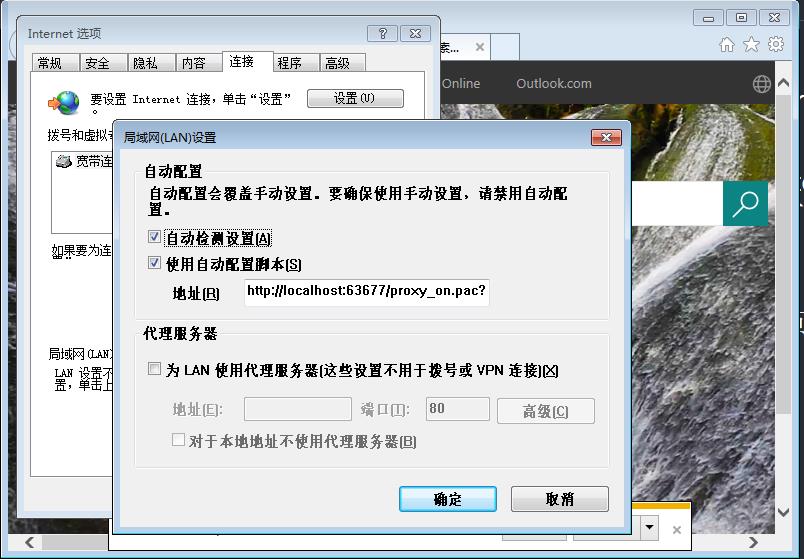 Internet 选项
常规 安全 隐私 内容 连接 程序 高级
素...
Online Outlook.com
要设置 Internet 连接，单击“设置”
。
设置(U)
拨号和虚拟
宽带连
如果要为连
局域网(LAN)
LAN 设置不
置，单击上
局域网(LAN)设置
自动配置
自动配置会覆盖手动设置。要确保使用手动设置，请禁用自动配
置。
自动检测设置(A)
使用自动配置脚本(S)
地址(R) http://localhost:63677/proxy_on.pac?
代理服务器
为 LAN 使用代理服务器(这些设置不用于拨号或 VPN 连接)(X)
地址(E): 端口(T): 80 高级(C)
对于本地地址不使用代理服务器(B)
确定 取消